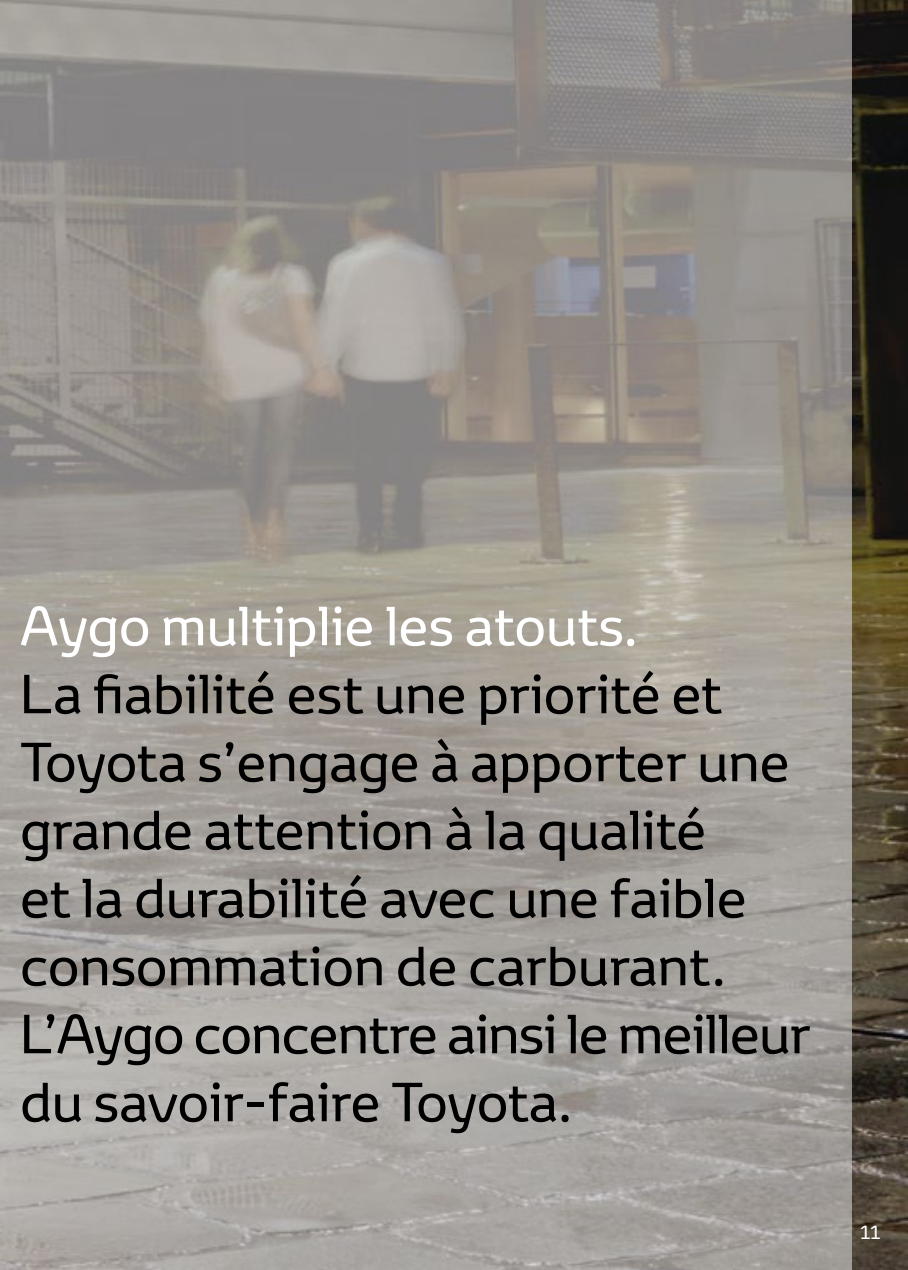 Aygo multiplie les atouts.
La fiabilité est une priorité et
Toyota s’engage à apporter une
grande attention à la qualité
et la durabilité avec une faible
consommation de carburant.
L’Aygo concentre ainsi le meilleur
du savoir-faire Toyota.
11